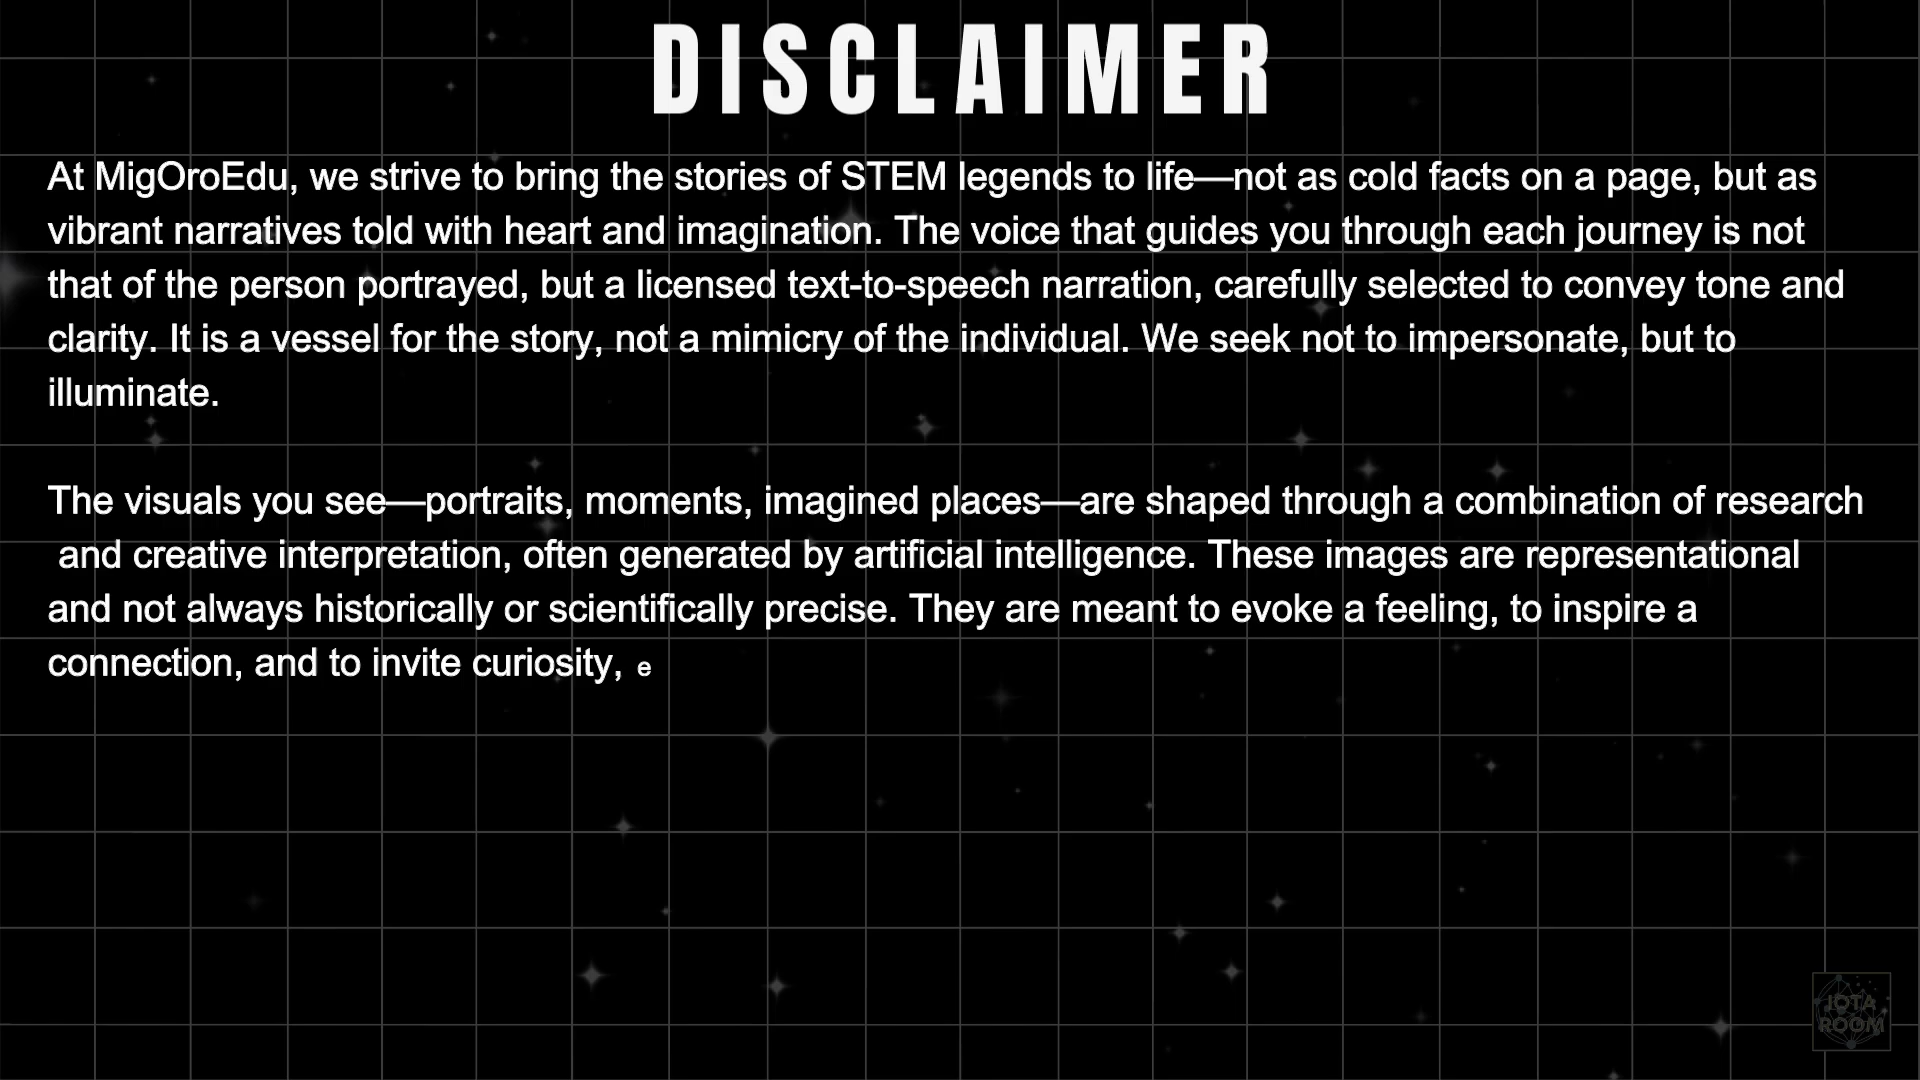 DISCLAIMER
At MigOroEdu, we strive to bring the stories of STEM legends to life—not as cold facts on a page, but as
vibrant narratives told with heart and imagination. The voice that guides you through each journey is not
that of the person portrayed, but a licensed text-to-speech narration, carefully selected to convey tone and
clarity. It is a vessel for the story, not a mimicry of the individual. We seek not to impersonate, but to
illuminate.
The visuals you see—portraits, moments, imagined places—are shaped through a combination of research
and creative interpretation, often generated by artificial intelligence. These images are representational
and not always historically or scientifically precise. They are meant to evoke a feeling, to inspire a
connection, and to invite curiosity, e
IOTA
ROOM